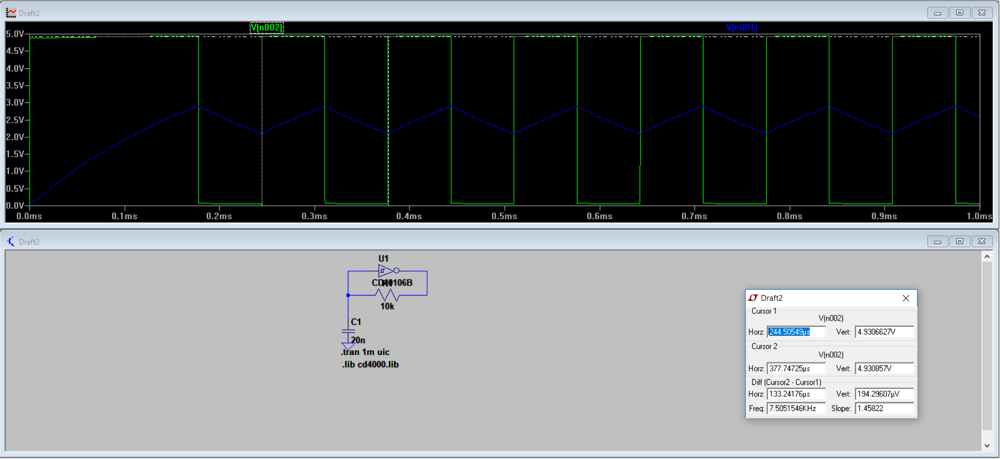 Draft2
V(n002)
V(n001)
5.0V
4.5V
4.0V
3.5V
3.0V
2.5V
2.0V
1.5V
1.0V
0.5V
0.0V
0.0ms 0.1ms 0.2ms 0.3ms 0.4ms 0.5ms 0.6ms 0.7ms 0.8ms 0.9ms 1.0ms
Draft2
U1
CD40106B
R1
10k
C1
20n
.tran 1m uic
.lib cd4000.lib
Draft2
Cursor 1
V(n002)
Horz: 244.50549µs Vert: 4.9306627V
Cursor 2
V(n002)
Horz: 377.74725µs Vert: 4.930857V
Diff (Cursor2 - Cursor1)
Horz: 133.24176µs Vert: 194.29607µV
Freq: 7.5051546KHz Slope: 1.45822